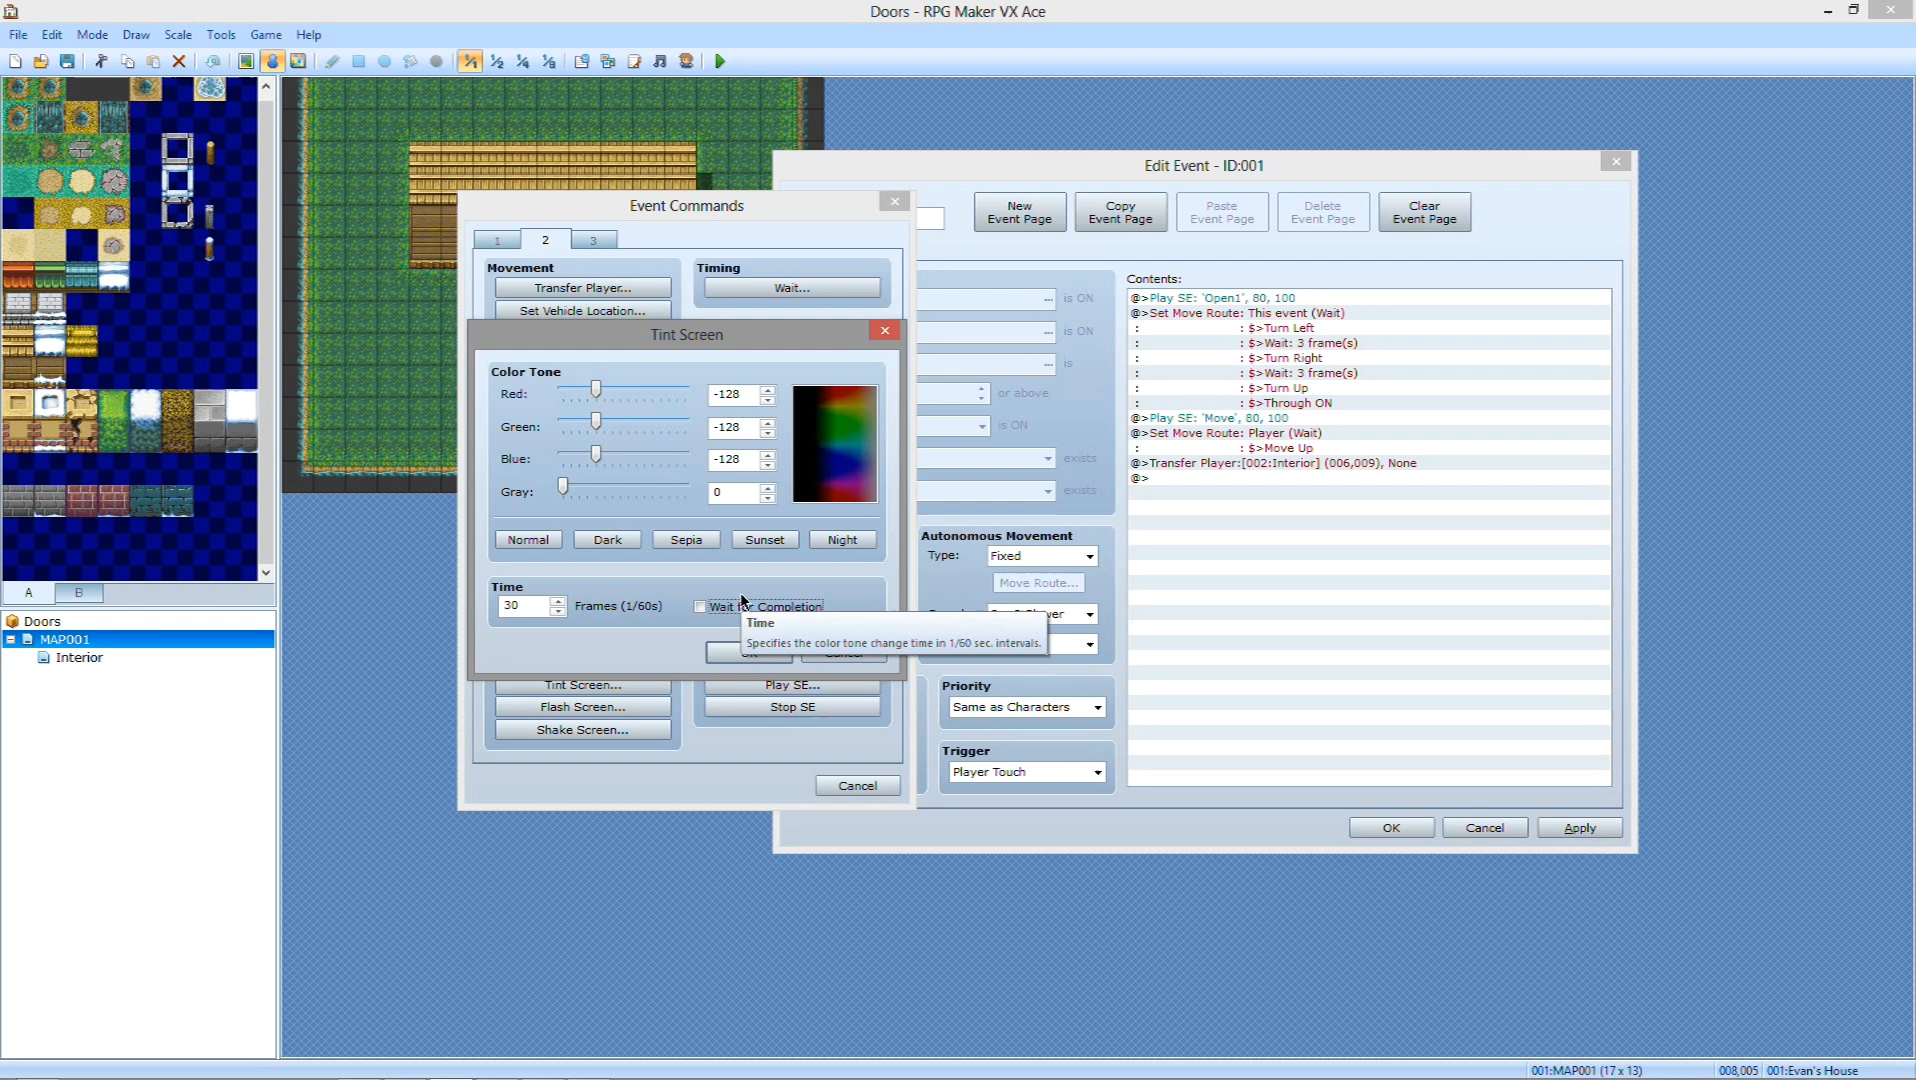 Doors - RPG Maker VX Ace
File Edit Mode Draw Scale Tools Game Help
1/1 1/2 1/4 1/8
Edit Event - ID:001
New Event Page
Copy Event Page
Paste Event Page
Delete Event Page
Clear Event Page
Event Commands
1 2 3
Movement
Transfer Player...
Set Vehicle Location...
Timing
Wait...
Tint Screen
Color Tone
Red: -128
Green: -128
Blue: -128
Gray: 0
Normal Dark Sepia Sunset Night
Time
30 Frames (1/60s) Wait for Completion
Time
Specifies the color tone change time in 1/60 sec. intervals.
Tint Screen...
Flash Screen...
Shake Screen...
Play SE...
Stop SE
Cancel
... is ON
... is ON
... is
or above
is ON
exists
exists
Autonomous Movement
Type: Fixed
Move Route...
Priority
Same as Characters
Trigger
Player Touch
Contents:
@>Play SE: 'Open1', 80, 100
@>Set Move Route: This event (Wait)
: : $>Turn Left
: : $>Wait: 3 frame(s)
: : $>Turn Right
: : $>Wait: 3 frame(s)
: : $>Turn Up
: : $>Through ON
@>Play SE: 'Move', 80, 100
@>Set Move Route: Player (Wait)
: : $>Move Up
@>Transfer Player:[002:Interior] (006,009), None
@>
OK Cancel Apply
A B
Doors
MAP001
Interior
001:MAP001 (17 x 13) 008,005 001:Evan's House